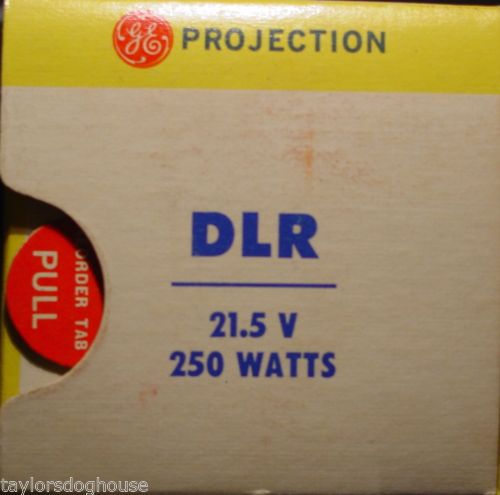 GE PROJECTION
DLR
21.5 V
250 WATTS
ORDER TAB
PULL
taylorsdoghouse